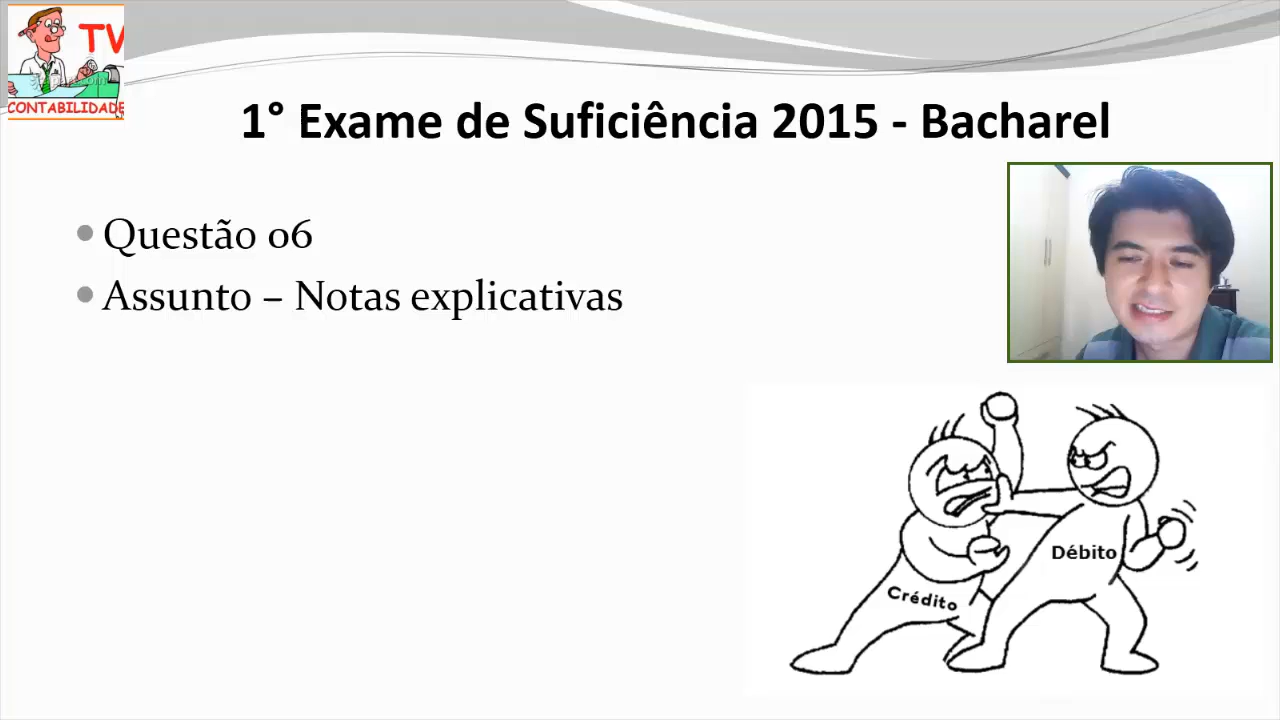 TV
CONTABILIDADE
1° Exame de Suficiência 2015 - Bacharel
Questão 06
Assunto – Notas explicativas
Débito
Crédito